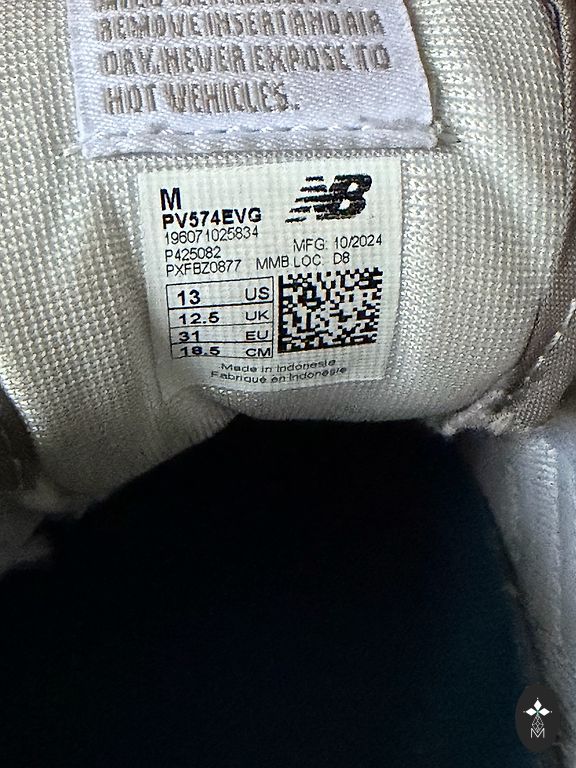 REMOVE INSERT AND AIR
DRY. NEVER EXPOSE TO
HOT VEHICLES.
M
NB
PV574EVG
196071025834
P425082
MFG: 10/2024
PXFBZ0877 MMB LOC D8
13 US
12.5 UK
31 EU
18.5 CM
Made in Indonesia
Fabriqué en Indonésie
M